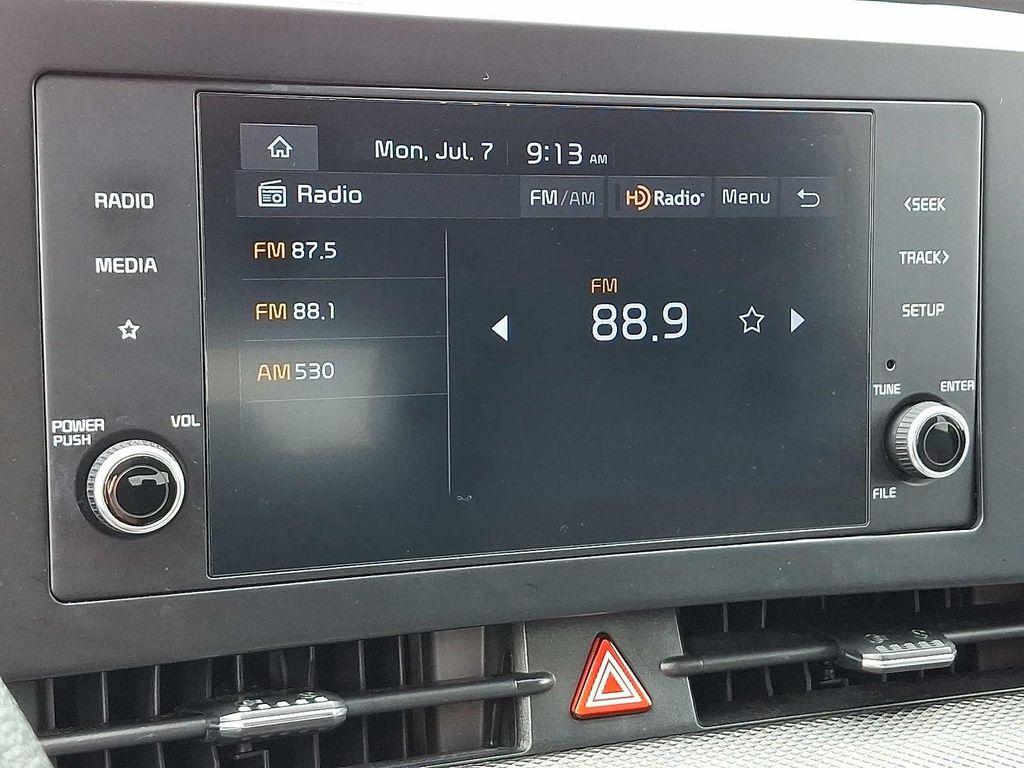 Mon, Jul. 7 9:13 AM
RADIO
MEDIA
POWER PUSH
VOL
Radio FM/AM HD Radio® Menu
FM 87.5
FM 88.1
AM 530
FM
88.9
<SEEK
TRACK>
SETUP
TUNE
ENTER
FILE